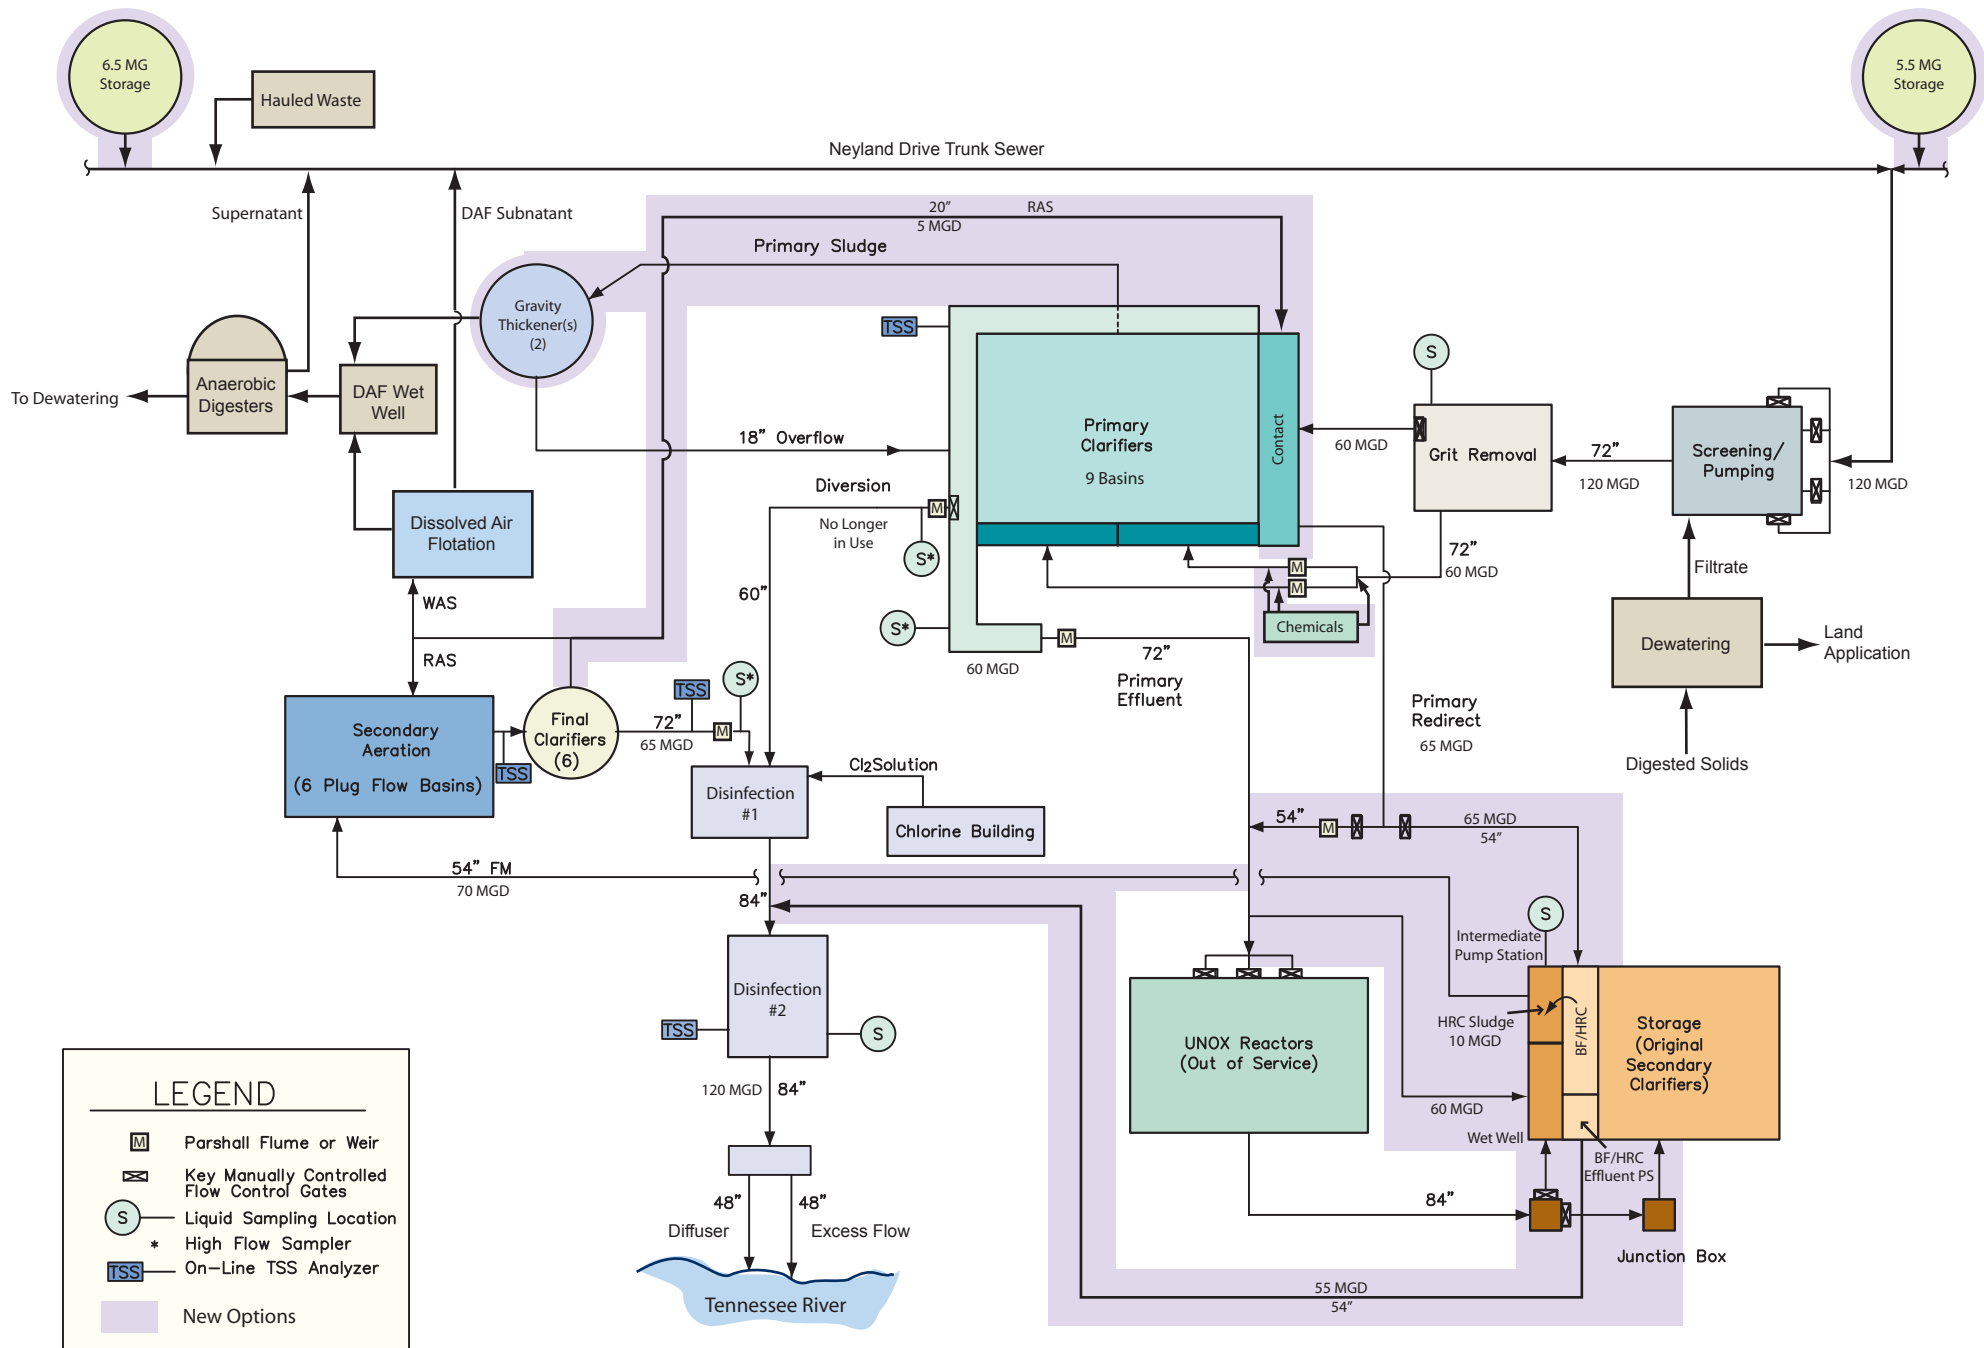 6.5 MG
Storage
Hauled Waste
5.5 MG
Storage
Neyland Drive Trunk Sewer
Supernatant
DAF Subnatant
20″
RAS
5 MGD
Primary Sludge
Gravity
Thickener(s)
(2)
TSS
S
Anaerobic
Digesters
To Dewatering
DAF Wet
Well
18” Overflow
Primary
Clarifiers
9 Basins
Contact
60 MGD
Grit Removal
72”
120 MGD
Screening/
Pumping
120 MGD
Diversion
No Longer
in Use
M
S*
Dissolved Air
Flotation
72”
60 MGD
Filtrate
M
M
60”
WAS
RAS
S*
Chemicals
Dewatering
Land
Application
M
60 MGD
72”
Primary
Effluent
Primary
Redirect
65 MGD
Digested Solids
Secondary
Aeration
(6 Plug Flow Basins)
TSS
Final
Clarifiers
(6)
72”
65 MGD
TSS
M
S*
Cl2Solution
Disinfection
#1
Chlorine Building
54”
M
65 MGD
54”
54” FM
70 MGD
84”
S
Intermediate
Pump Station
Disinfection
#2
TSS
S
HRC Sludge
10 MGD
BF/HRC
Storage
(Original
Secondary
Clarifiers)
UNOX Reactors
(Out of Service)
60 MGD
Wet Well
BF/HRC
Effluent PS
120 MGD
84”
84”
Junction Box
48”
Diffuser
48”
Excess Flow
Tennessee River
55 MGD
54”
LEGEND
M
Parshall Flume or Weir
Key Manually Controlled
Flow Control Gates
S
Liquid Sampling Location
* High Flow Sampler
TSS
On-Line TSS Analyzer
New Options